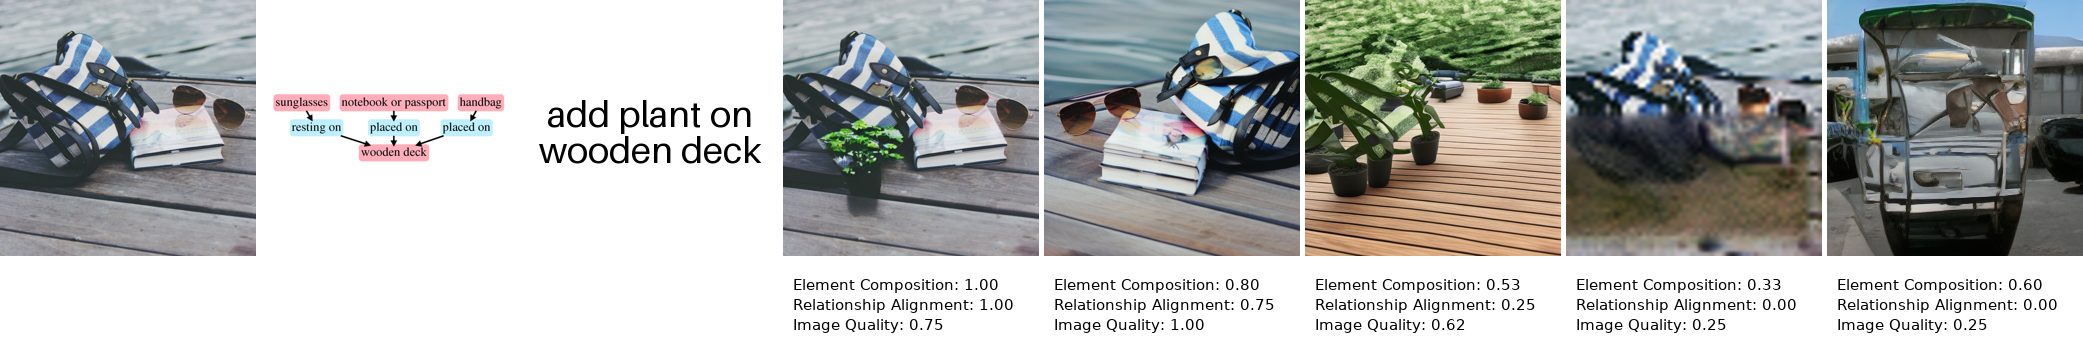 sunglasses notebook or passport handbag
resting on placed on placed on
wooden deck
add plant on
wooden deck
Element Composition: 1.00
Relationship Alignment: 1.00
Image Quality: 0.75
Element Composition: 0.80
Relationship Alignment: 0.75
Image Quality: 1.00
Element Composition: 0.53
Relationship Alignment: 0.25
Image Quality: 0.62
Element Composition: 0.33
Relationship Alignment: 0.00
Image Quality: 0.25
Element Composition: 0.60
Relationship Alignment: 0.00
Image Quality: 0.25